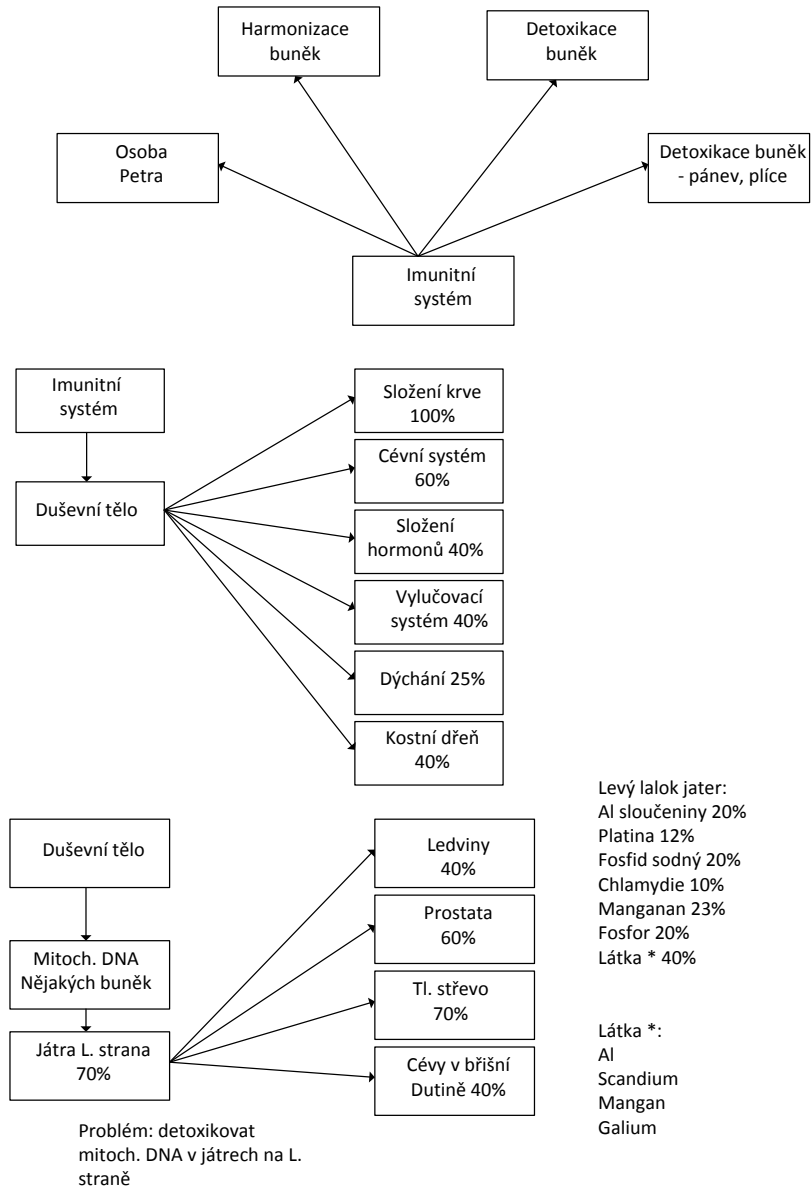 Harmonizace
buněk
Detoxikace
buněk
Osoba
Petra
Detoxikace buněk
- pánev, plíce
Imunitní
systém
Imunitní
systém
Duševní tělo
Složení krve
100%
Cévní systém
60%
Složení
hormonů 40%
Vylučovací
systém 40%
Dýchání 25%
Kostní dřeň
40%
Duševní tělo
Mitoch. DNA
Nějakých buněk
Játra L. strana
70%
Ledviny
40%
Prostata
60%
Tl. střevo
70%
Cévy v břišní
Dutině 40%
Levý lalok jater:
Al sloučeniny 20%
Platina 12%
Fosfid sodný 20%
Chlamydie 10%
Manganan 23%
Fosfor 20%
Látka * 40%
Látka *:
Al
Scandium
Mangan
Galium
Problém: detoxikovat
mitoch. DNA v játrech na L.
straně